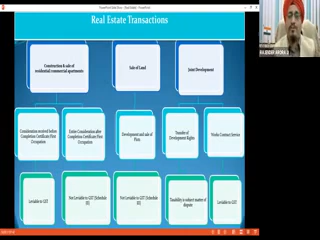 Real Estate Transactions
Construction & sale of
residential commercial apartments
Sale of Land
Joint Development
Consideration received before
Completion Certificate/First
Occupation
Entire Consideration after
Completion Certificate/First
Occupation
Development and sale of
Plots
Transfer of
Development Rights
Works Contract Service
Leviable to GST
Not Leviable to GST (Schedule
III)
Not Leviable to GST (Schedule
III)
Taxability is subject matter of
dispute
Leviable to GST